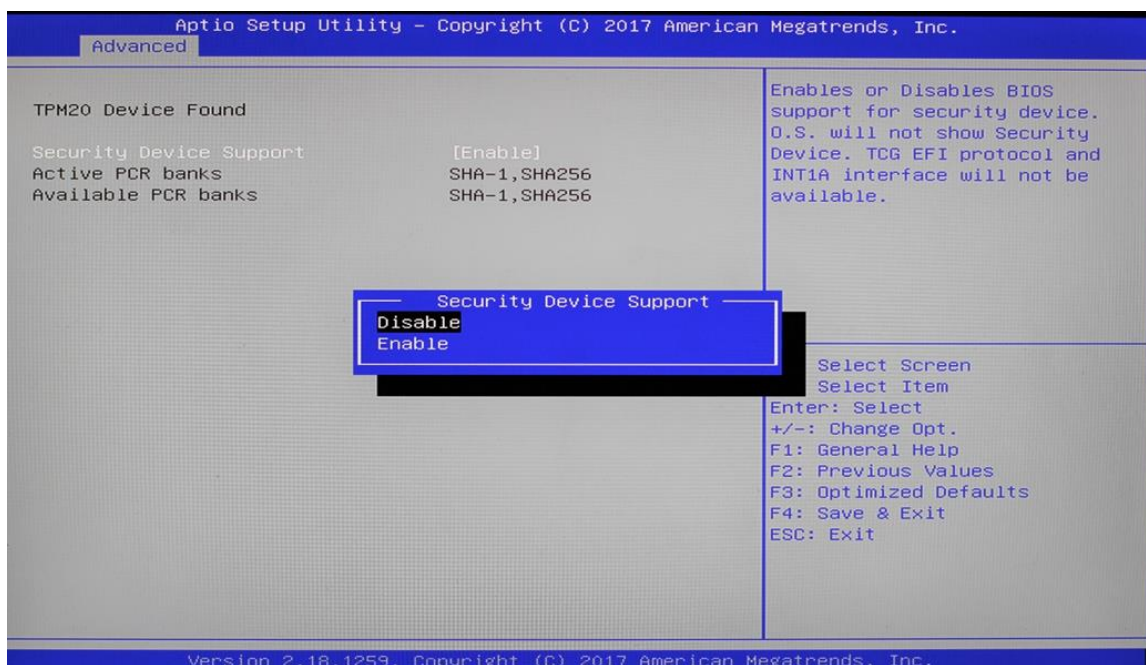 Aptio Setup Utility – Copyright (C) 2017 American Megatrends, Inc.
Advanced
TPM20 Device Found
Security Device Support [Enable]
Active PCR banks SHA-1,SHA256
Available PCR banks SHA-1,SHA256
Enables or Disables BIOS
support for security device.
O.S. will not show Security
Device. TCG EFI protocol and
INT1A interface will not be
available.
Security Device Support
Disable
Enable
Select Screen
Select Item
Enter: Select
+/-: Change Opt.
F1: General Help
F2: Previous Values
F3: Optimized Defaults
F4: Save & Exit
ESC: Exit
Version 2.18.1259. Copyright (C) 2017 American Megatrends, Inc.